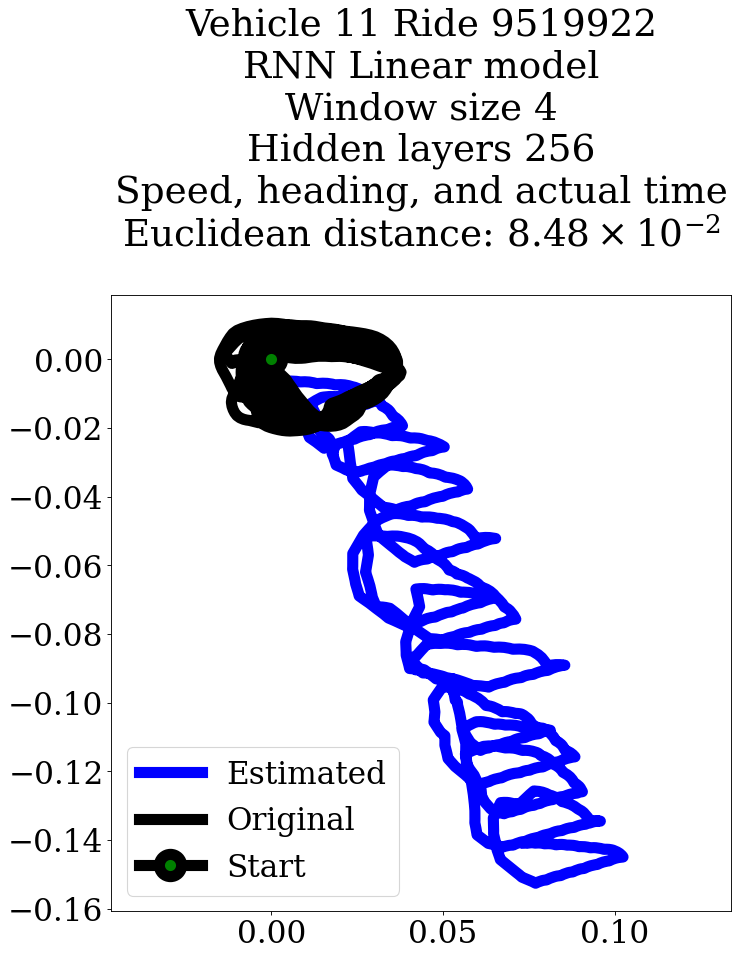 Vehicle 11 Ride 9519922
RNN Linear model
Window size 4
Hidden layers 256
Speed, heading, and actual time
Euclidean distance: 8.48 × 10⁻²
0.00
−0.02
−0.04
−0.06
−0.08
−0.10
−0.12
−0.14
−0.16
Estimated
Original
Start
0.00 0.05 0.10